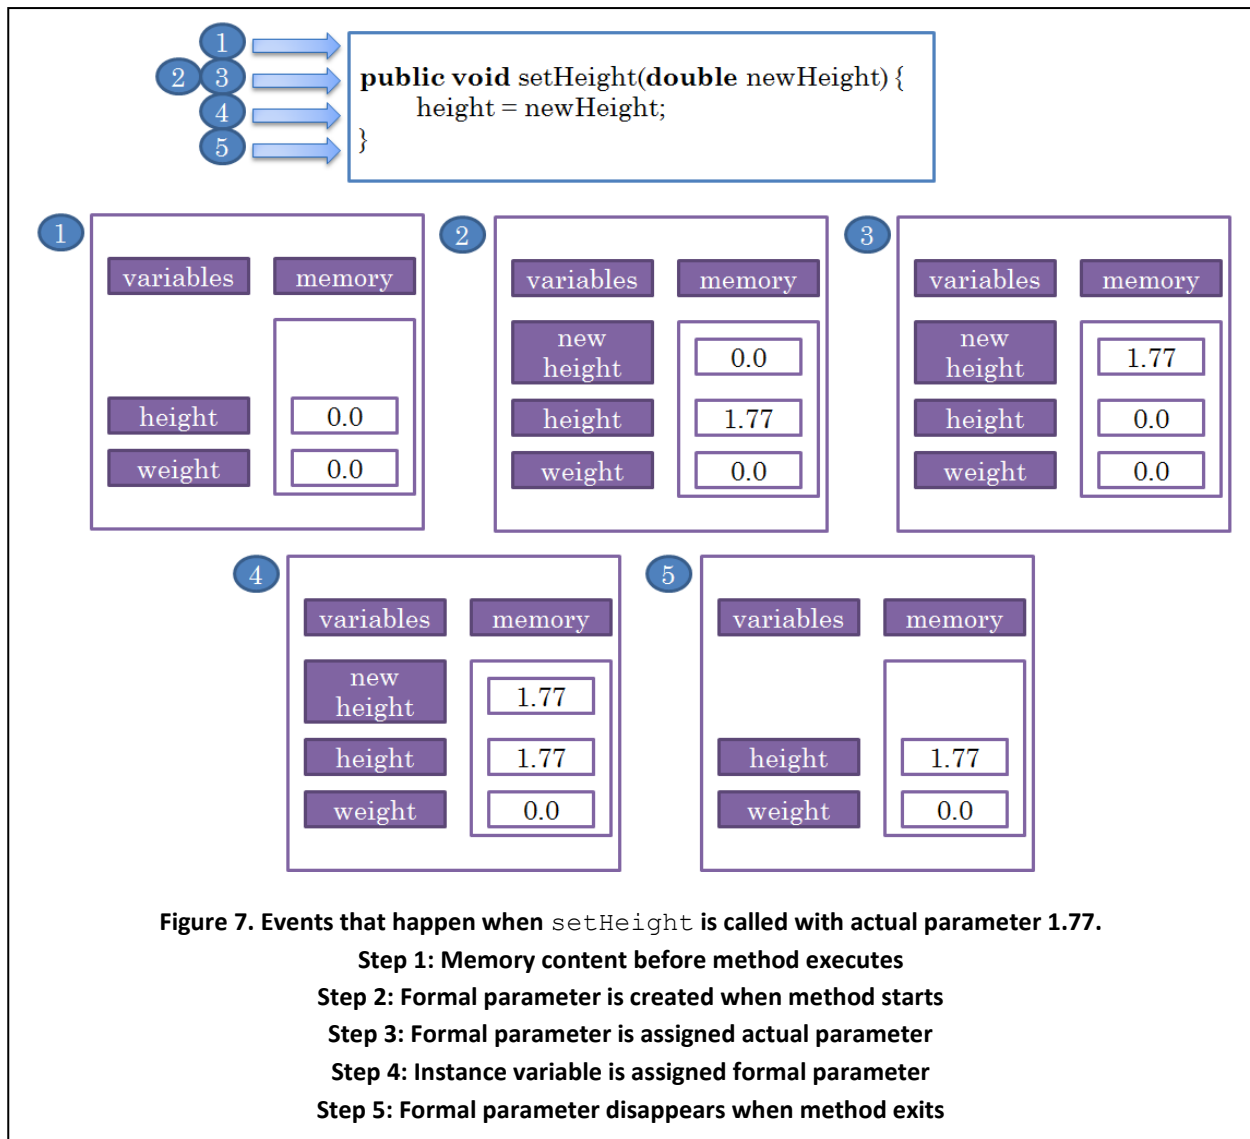 1
2 3
4
5
public void setHeight(double newHeight) {
height = newHeight;
}
1
variables memory
height 0.0
weight 0.0
2
variables memory
new
height 0.0
height 1.77
weight 0.0
3
variables memory
new
height 1.77
height 0.0
weight 0.0
4
variables memory
new
height 1.77
height 1.77
weight 0.0
5
variables memory
height 1.77
weight 0.0
Figure 7. Events that happen when setHeight is called with actual parameter 1.77.
Step 1: Memory content before method executes
Step 2: Formal parameter is created when method starts
Step 3: Formal parameter is assigned actual parameter
Step 4: Instance variable is assigned formal parameter
Step 5: Formal parameter disappears when method exits